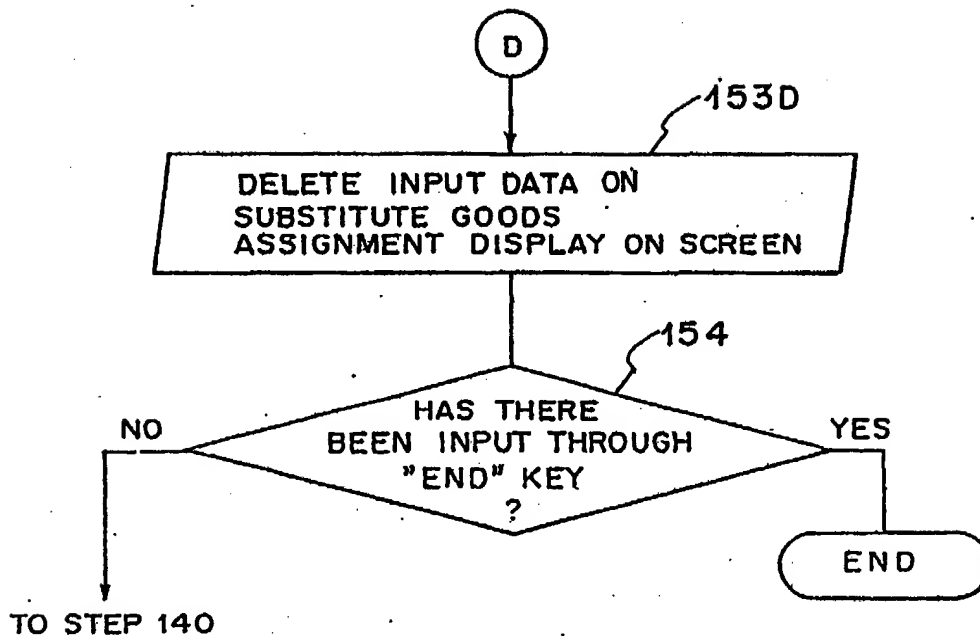 D
153D
DELETE INPUT DATA ON
SUBSTITUTE GOODS
ASSIGNMENT DISPLAY ON SCREEN
154
HAS THERE
BEEN INPUT THROUGH
"END" KEY
?
NO
YES
END
TO STEP 140